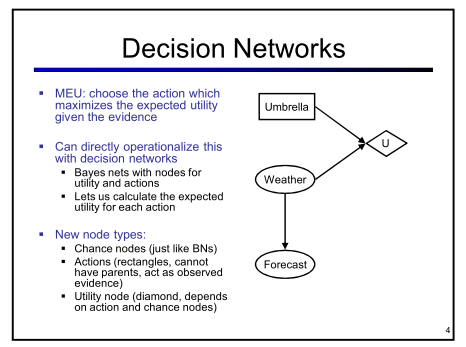 Decision Networks
▪ MEU: choose the action which
maximizes the expected utility
given the evidence
▪ Can directly operationalize this
with decision networks
▪ Bayes nets with nodes for
utility and actions
▪ Lets us calculate the expected
utility for each action
▪ New node types:
▪ Chance nodes (just like BNs)
▪ Actions (rectangles, cannot
have parents, act as observed
evidence)
▪ Utility node (diamond, depends
on action and chance nodes)
Umbrella
U
Weather
Forecast
4